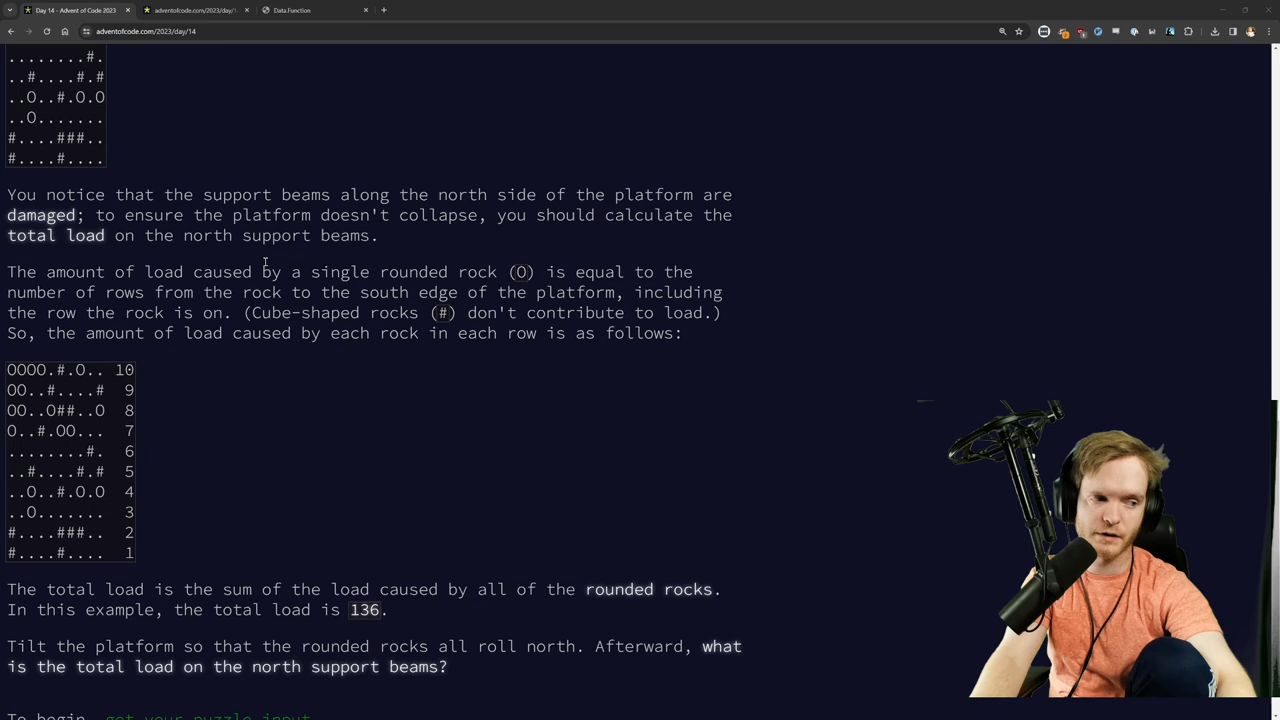 Day 14 - Advent of Code 2023
adventofcode.com/2023/day/1
Data.Function
adventofcode.com/2023/day/14
........#.
..#....#.#
..O..#.O.O
..O.......
#....###..
#....#....
You notice that the support beams along the north side of the platform are
damaged; to ensure the platform doesn't collapse, you should calculate the
total load on the north support beams.
The amount of load caused by a single rounded rock (O) is equal to the
number of rows from the rock to the south edge of the platform, including
the row the rock is on. (Cube-shaped rocks (#) don't contribute to load.)
So, the amount of load caused by each rock in each row is as follows:
OOOO.#.O.. 10
OO..#....#  9
OO..O##..O  8
O..#.OO...  7
........#.  6
..#....#.#  5
..O..#.O.O  4
..O.......  3
#....###..  2
#....#....  1
The total load is the sum of the load caused by all of the rounded rocks.
In this example, the total load is 136.
Tilt the platform so that the rounded rocks all roll north. Afterward, what
is the total load on the north support beams?
To begin, get your puzzle input.